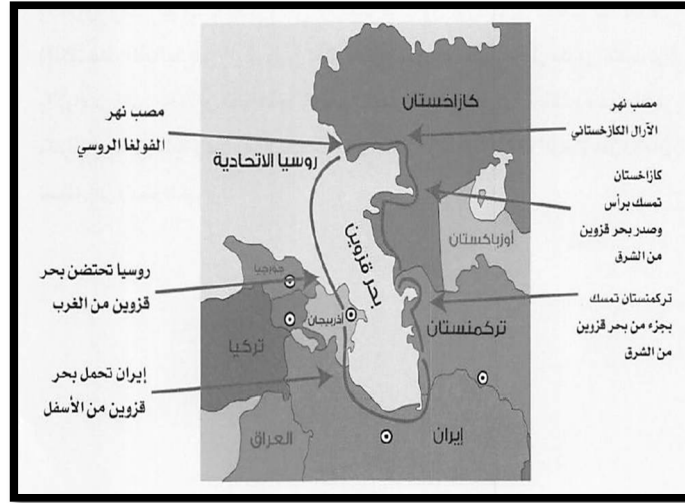 مصب نهر
الفولغا الروسي
روسيا تحتضن بحر
قزوين من الغرب
إيران تحمل بحر
قزوين من الأسفل
كازاخستان
روسيا الاتحادية
بحر قزوين
أوزباكستان
جورجيا
أذربيجان
تركمنستان
تركيا
العراق
إيران
مصب نهر
الآرال الكازخستاني
كازاخستان
تمسك برأس
وصدر بحر قزوين
من الشرق
تركمنستان تمسك
بجزء من بحر قزوين
من الشرق